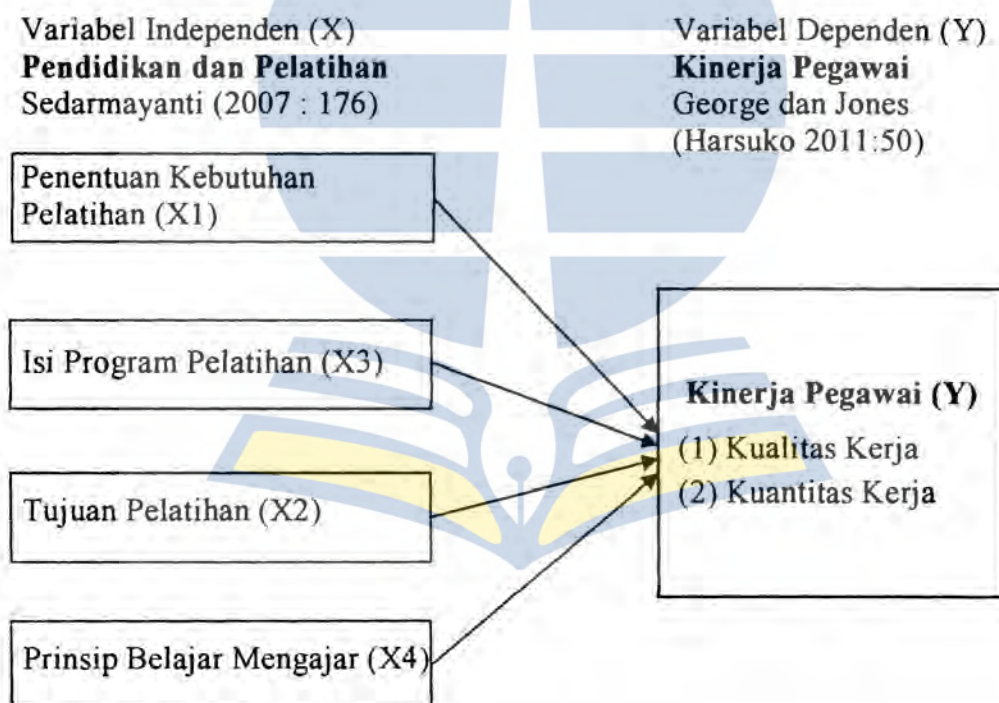 Variabel Independen (X)
Pendidikan dan Pelatihan
Sedarmayanti (2007 : 176)
Variabel Dependen (Y)
Kinerja Pegawai
George dan Jones
(Harsuko 2011:50)
Penentuan Kebutuhan
Pelatihan (X1)
Isi Program Pelatihan (X3)
Tujuan Pelatihan (X2)
Prinsip Belajar Mengajar (X4)
Kinerja Pegawai (Y)
(1) Kualitas Kerja
(2) Kuantitas Kerja